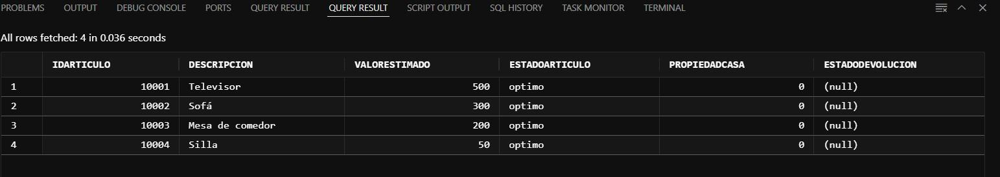 PROBLEMS OUTPUT DEBUG CONSOLE PORTS QUERY RESULT QUERY RESULT SCRIPT OUTPUT SQL HISTORY TASK MONITOR TERMINAL
All rows fetched: 4 in 0.036 seconds
IDARTICULO DESCRIPCION VALORESTIMADO ESTADOARTICULO PROPIEDADCASA ESTADODEVOLUCION
1 10001 Televisor 500 optimo 0 (null)
2 10002 Sofá 300 optimo 0 (null)
3 10003 Mesa de comedor 200 optimo 0 (null)
4 10004 Silla 50 optimo 0 (null)